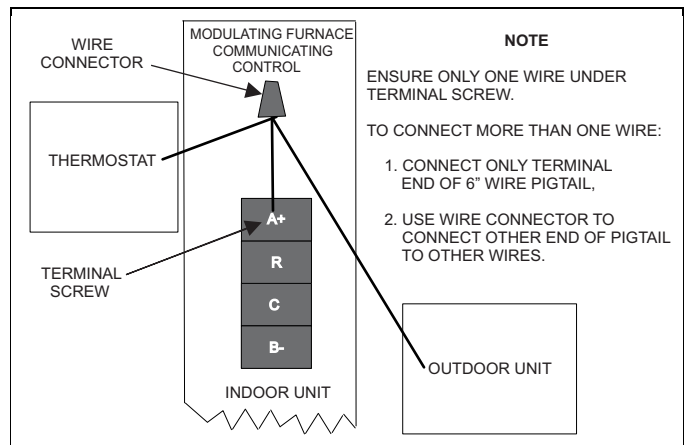 WIRE
CONNECTOR
MODULATING FURNACE
COMMUNICATING
CONTROL
THERMOSTAT
A+
R
C
B-
TERMINAL
SCREW
INDOOR UNIT
OUTDOOR UNIT
NOTE
ENSURE ONLY ONE WIRE UNDER
TERMINAL SCREW.
TO CONNECT MORE THAN ONE WIRE:
1. CONNECT ONLY TERMINAL
END OF 6” WIRE PIGTAIL,
2. USE WIRE CONNECTOR TO
CONNECT OTHER END OF PIGTAIL
TO OTHER WIRES.